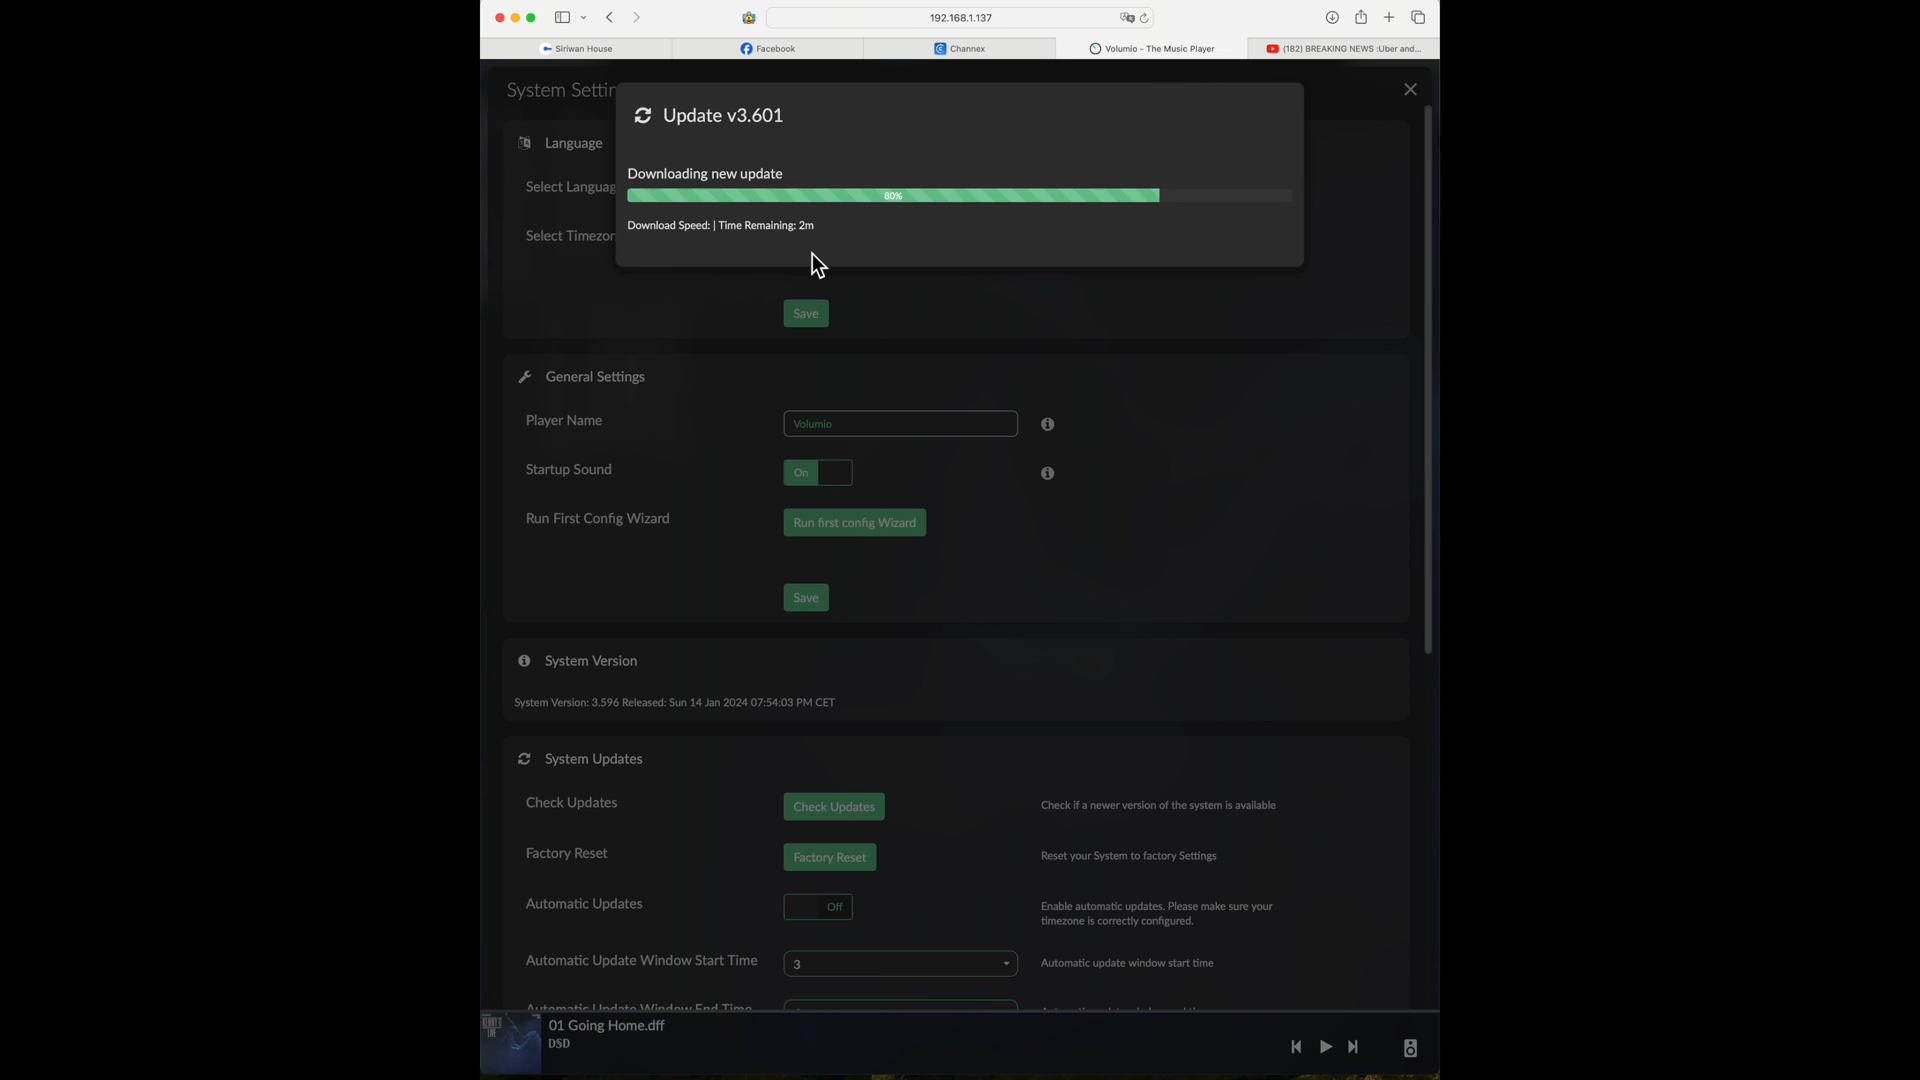 192.168.1.137
Siriwan House
Facebook
Channex
Volumio - The Music Player
(182) BREAKING NEWS :Uber and...
System Settin
Update v3.601
Language
Downloading new update
Select Languag
80%
Download Speed: | Time Remaining: 2m
Select Timezon
Save
General Settings
Player Name
Volumio
Startup Sound
On
Run First Config Wizard
Run first config Wizard
Save
System Version
System Version: 3.596 Released: Sun 14 Jan 2024 07:54:03 PM CET
System Updates
Check Updates
Check Updates
Check if a newer version of the system is available
Factory Reset
Factory Reset
Reset your System to factory Settings
Automatic Updates
Off
Enable automatic updates. Please make sure your
timezone is correctly configured.
Automatic Update Window Start Time
3
Automatic update window start time
Automatic Update Window End Time
01 Going Home.dff
DSD